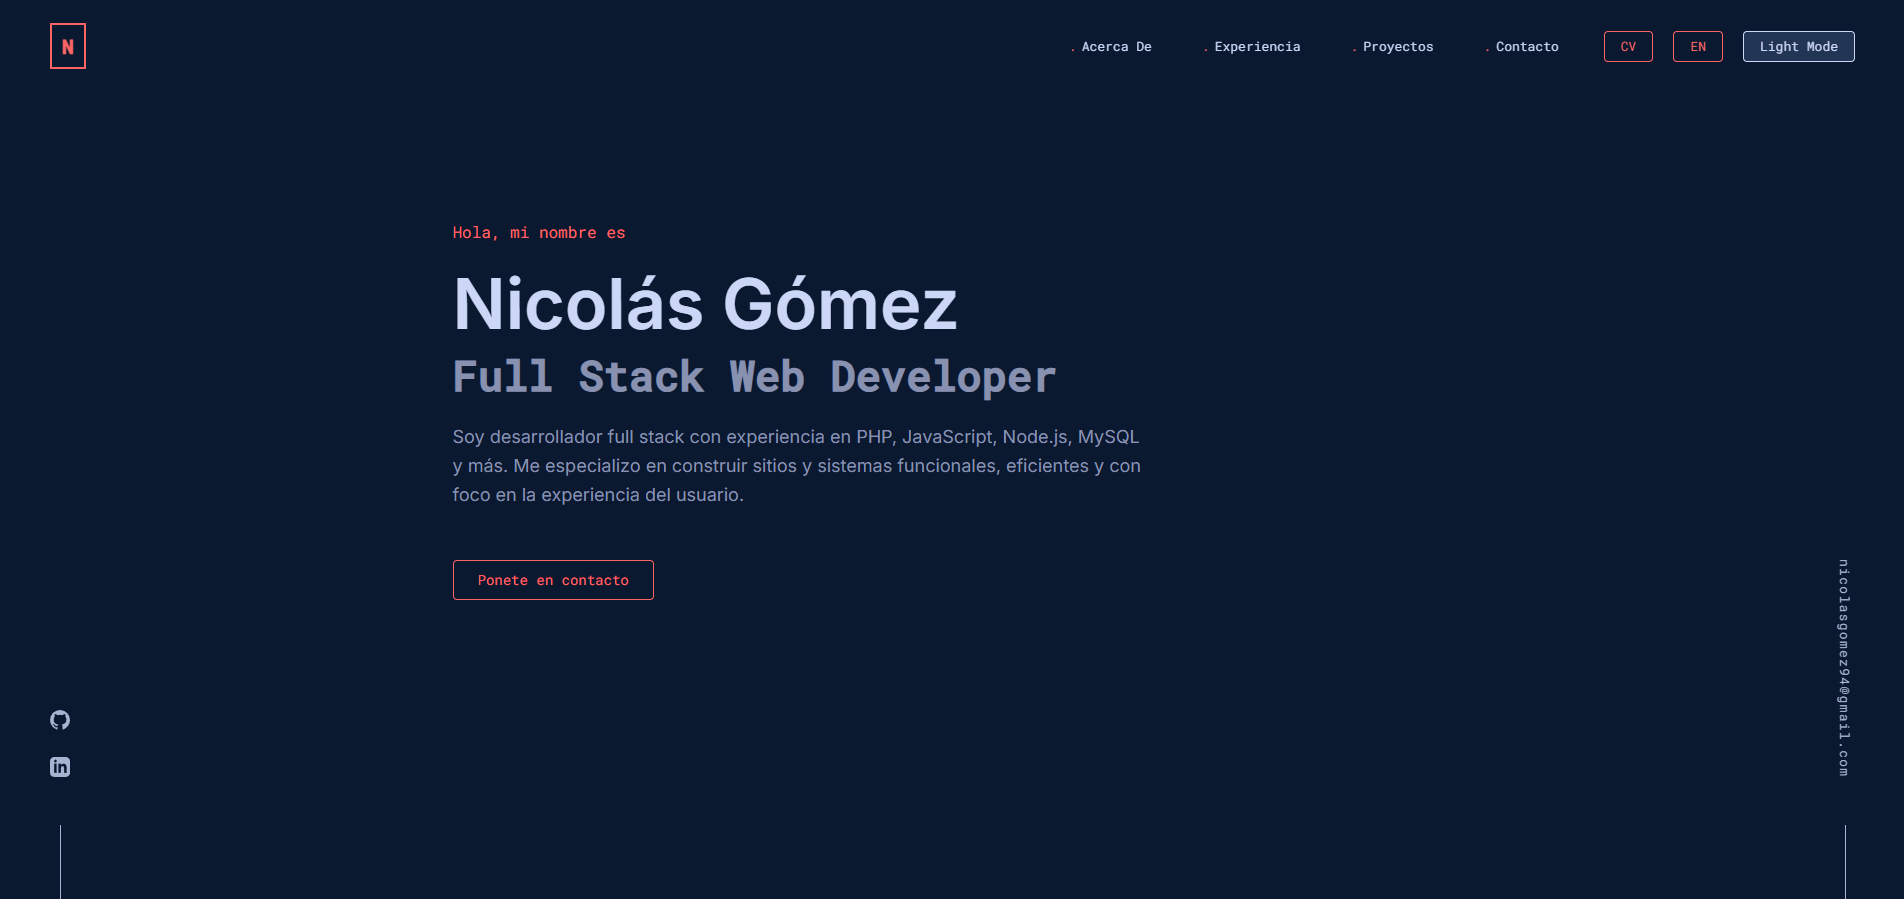 N
. Acerca De
. Experiencia
. Proyectos
. Contacto
CV
EN
Light Mode
Hola, mi nombre es
Nicolás Gómez
Full Stack Web Developer
Soy desarrollador full stack con experiencia en PHP, JavaScript, Node.js, MySQL
y más. Me especializo en construir sitios y sistemas funcionales, eficientes y con
foco en la experiencia del usuario.
Ponete en contacto
nicolasgomez94@gmail.com
in